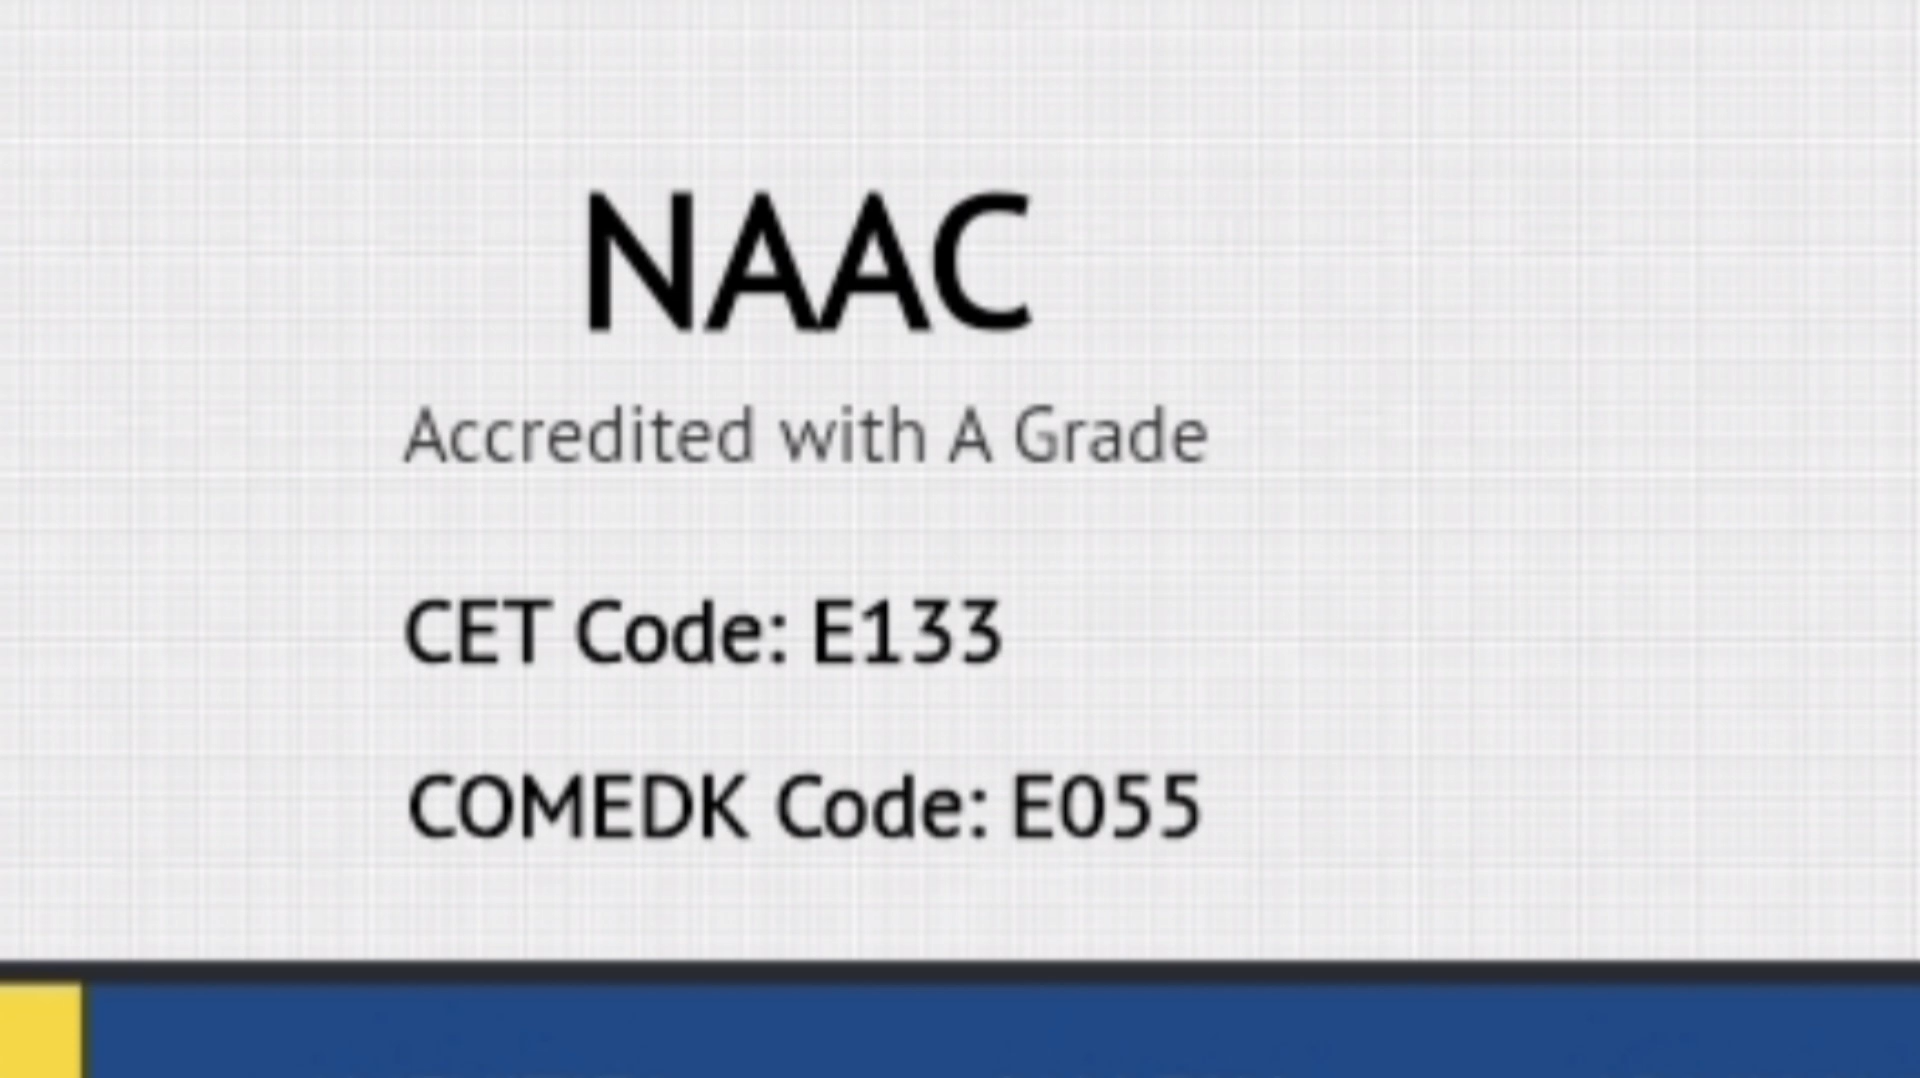 NAAC
Accredited with A Grade
CET Code: E133
COMEDK Code: E055